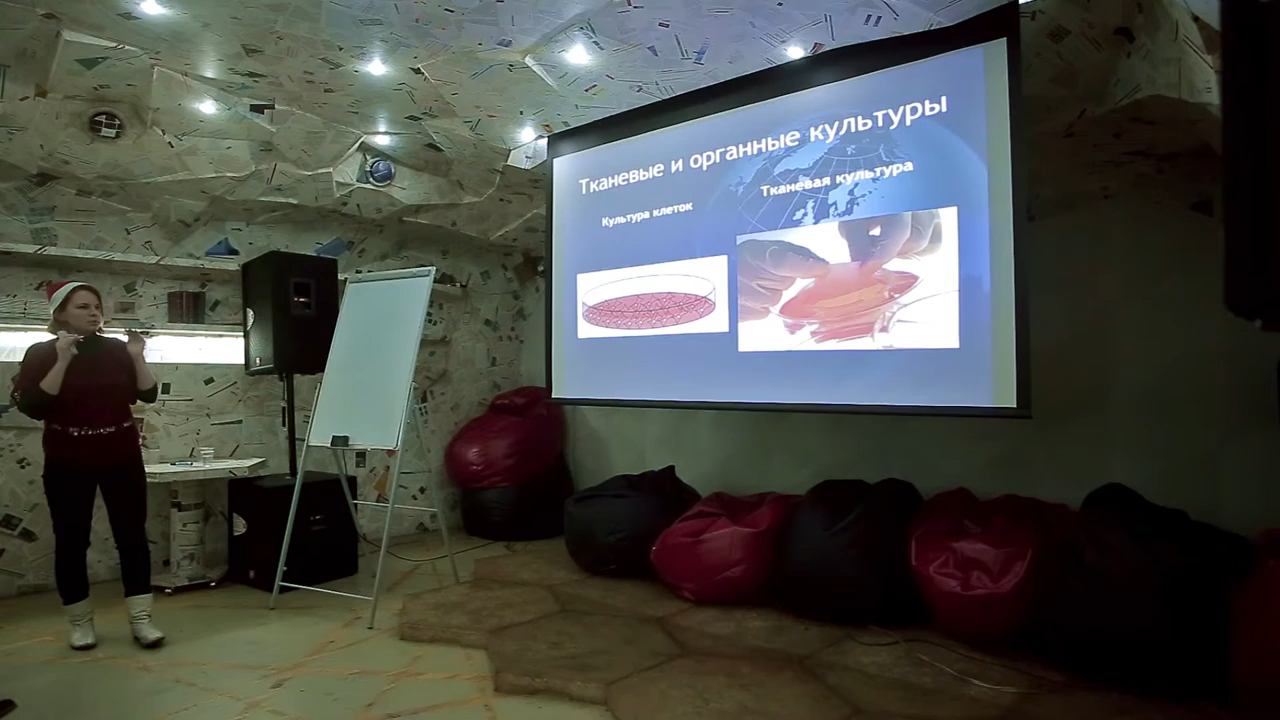 Тканевые и органные культуры
Культура клеток
Тканевая культура